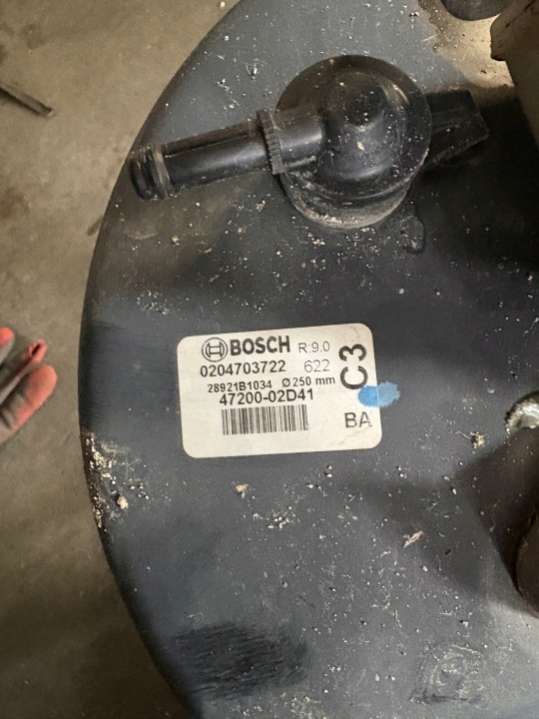 BOSCH R:9.0
0204703722 622
28921B1034 Ø250 mm
47200-02D41
C3
BA